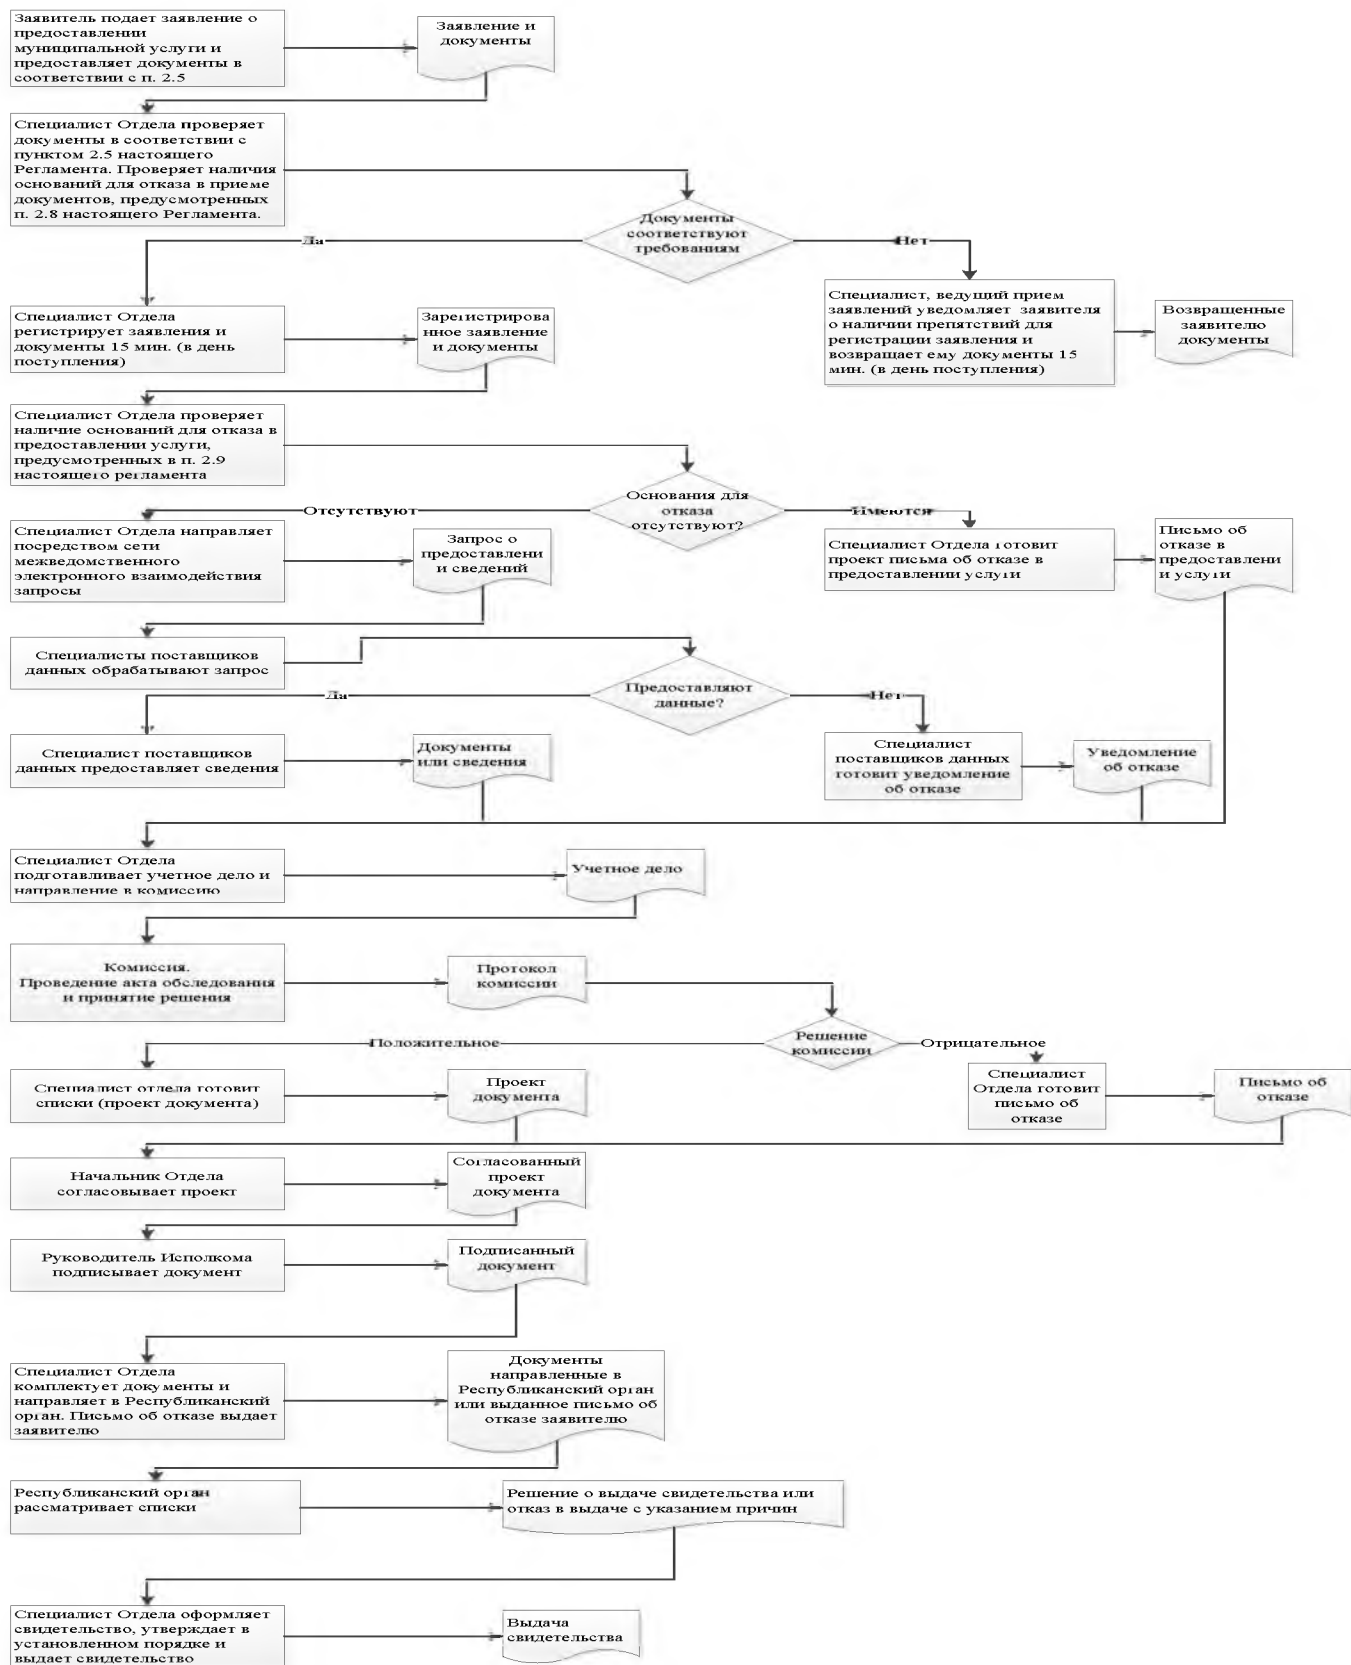 Заявитель подает заявление о
предоставлении
муниципальной услуги и
предоставляет документы в
соответствии с п. 2.5
Заявление и
документы
Специалист Отдела проверяет
документы в соответствии с
пунктом 2.5 настоящего
Регламента. Проверяет наличия
оснований для отказа в приеме
документов, предусмотренных
п. 2.8 настоящего Регламента.
Документы
соответствуют
требованиям
Да
Нет
Специалист Отдела
регистрирует заявления и
документы 15 мин. (в день
поступления)
Зарегистрирова
нное заявление
и документы
Специалист, ведущий прием
заявлений уведомляет заявителя
о наличии препятствий для
регистрации заявления и
возвращает ему документы 15
мин. (в день поступления)
Возвращенные
заявителю
документы
Специалист Отдела проверяет
наличие оснований для отказа в
предоставлении услуги,
предусмотренных в п. 2.9
настоящего регламента
Основания для
отказа
отсутствуют?
Отсутствуют
Имеются
Специалист Отдела направляет
посредством сети
межведомственного
электронного взаимодействия
запросы
Запрос о
предоставлени
и сведений
Специалист Отдела готовит
проект письма об отказе в
предоставлении услуги
Письмо об
отказе в
предоставлени
и услуги
Специалисты поставщиков
данных обрабатывают запрос
Предоставляют
данные?
Да
Нет
Специалист поставщиков
данных предоставляет сведения
Документы
или сведения
Специалист
поставщиков данных
готовит уведомление
об отказе
Уведомление
об отказе
Специалист Отдела
подготавливает учетное дело и
направление в комиссию
Учетное дело
Комиссия.
Проведение акта обследования
и принятие решения
Протокол
комиссии
Решение
комиссии
Положительное
Отрицательное
Специалист отдела готовит
списки (проект документа)
Проект
документа
Специалист
Отдела готовит
письмо об
отказе
Письмо об
отказе
Начальник Отдела
согласовывает проект
Согласованный
проект
документа
Руководитель Исполкома
подписывает документ
Подписанный
документ
Специалист Отдела
комплектует документы и
направляет в Республиканский
орган. Письмо об отказе выдает
заявителю
Документы
направленные в
Республиканский орган
или выданное письмо об
отказе заявителю
Республиканский орган
рассматривает списки
Решение о выдаче свидетельства или
отказ в выдаче с указанием причин
Специалист Отдела оформляет
свидетельство, утверждает в
установленном порядке и
выдает свидетельство
Выдача
свидетельства